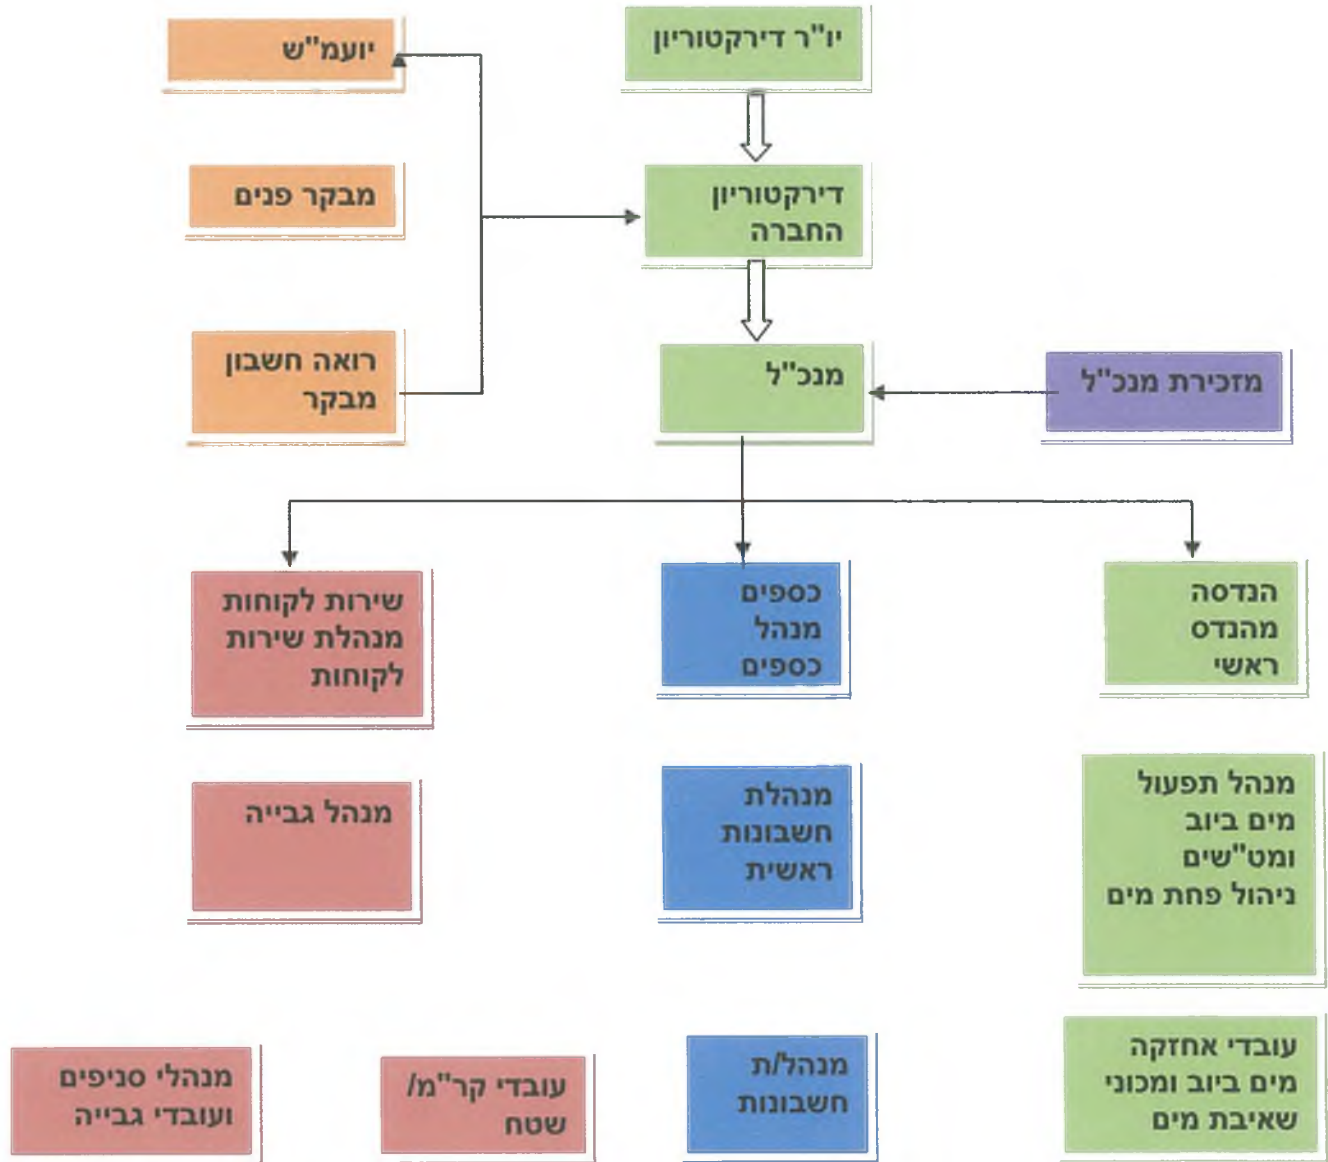 יו"ר דירקטוריון
יועמ"ש
דירקטוריון
החברה
מבקר פנים
מזכירת מנכ"ל
מנכ"ל
רואה חשבון
מבקר
הנדסה
מהנדס
ראשי
כספים
מנהל
כספים
שירות לקוחות
מנהלת שירות
לקוחות
מנהל תפעול
מים ביוב
ומט"שים
ניהול פחת מים
מנהלת
חשבונות
ראשית
מנהל גבייה
עובדי אחזקה
מים ביוב ומכוני
שאיבת מים
מנהל/ת
חשבונות
עובדי קר"מ/
שטח
מנהלי סניפים
ועובדי גבייה